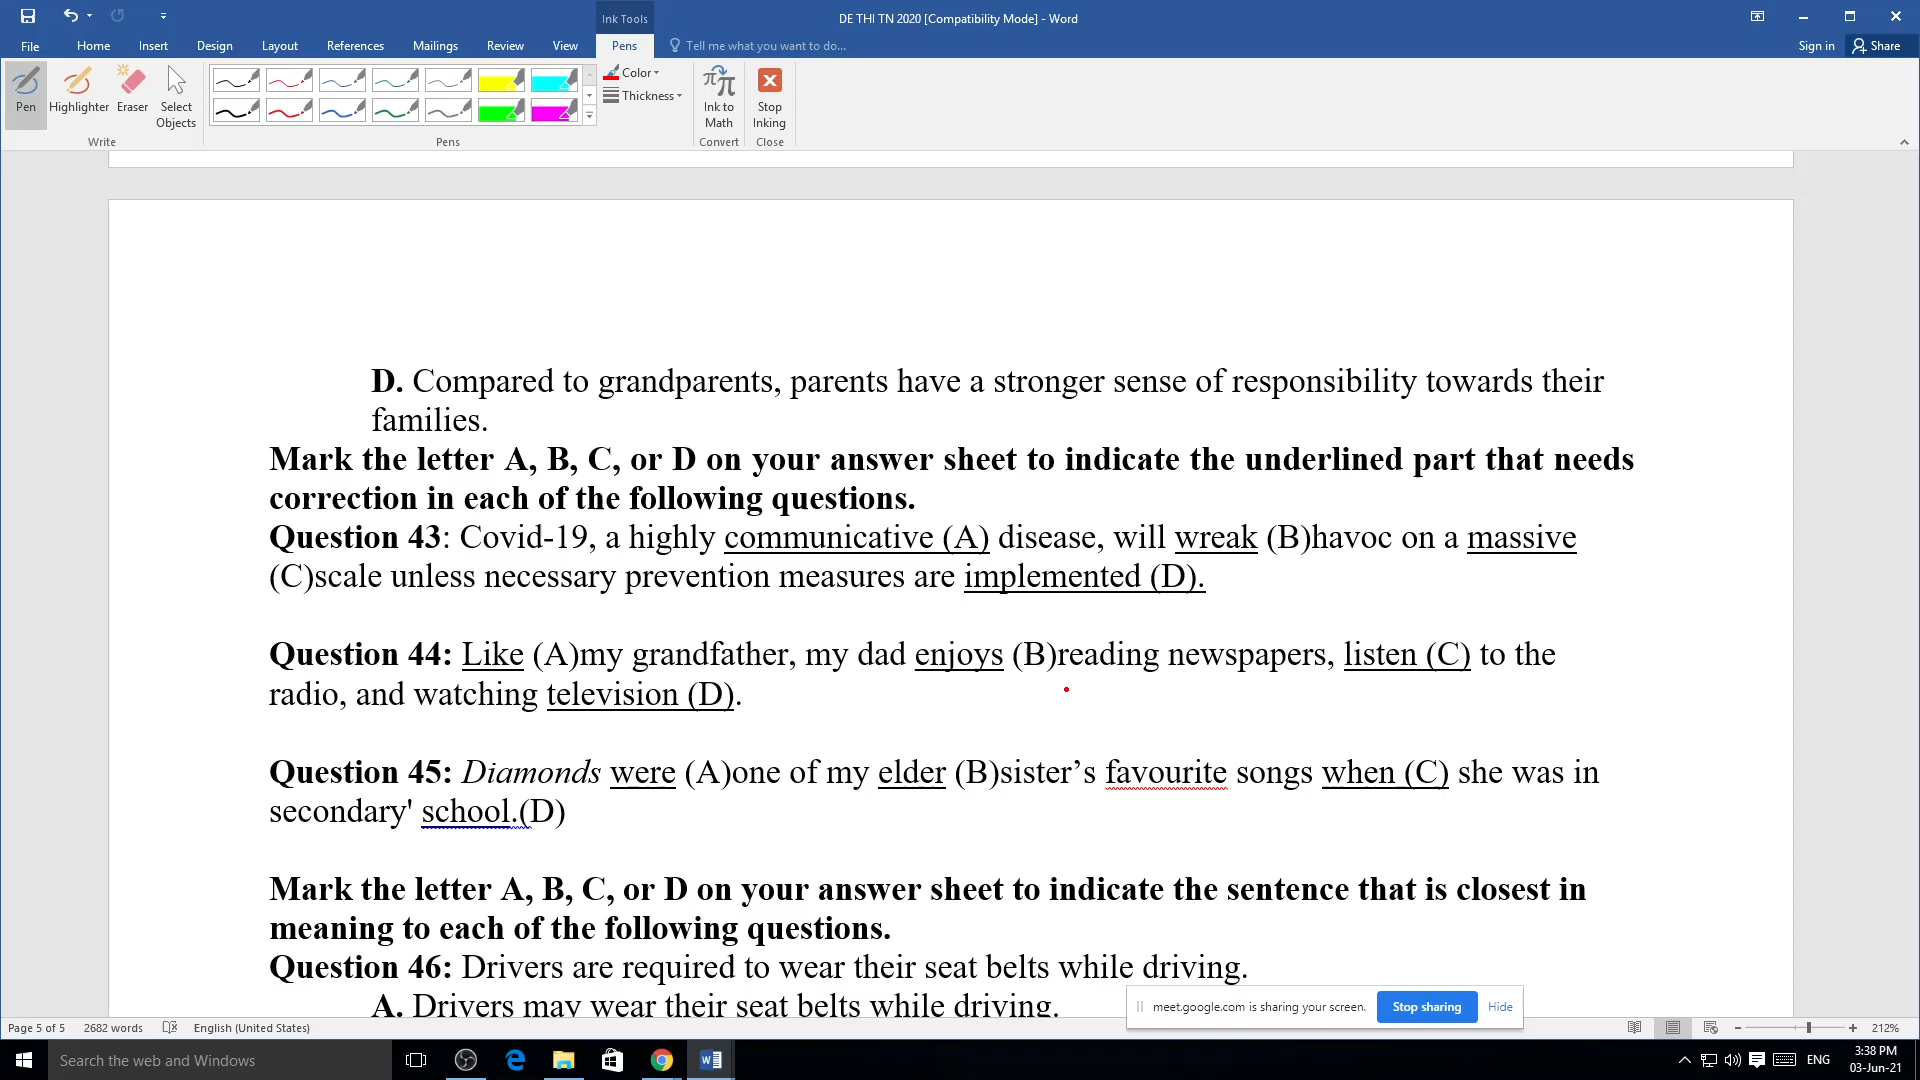 Ink Tools
DE THI TN 2020 [Compatibility Mode] - Word
File Home Insert Design Layout References Mailings Review View Pens Tell me what you want to do... Sign in Share
Pen Highlighter Eraser Select Objects
Color
Thickness
Ink to Math
Stop Inking
Write Pens Convert Close
D. Compared to grandparents, parents have a stronger sense of responsibility towards their
families.
Mark the letter A, B, C, or D on your answer sheet to indicate the underlined part that needs
correction in each of the following questions.
Question 43: Covid-19, a highly communicative (A) disease, will wreak (B)havoc on a massive
(C)scale unless necessary prevention measures are implemented (D).
Question 44: Like (A)my grandfather, my dad enjoys (B)reading newspapers, listen (C) to the
radio, and watching television (D).
Question 45: Diamonds were (A)one of my elder (B)sister’s favourite songs when (C) she was in
secondary' school.(D)
Mark the letter A, B, C, or D on your answer sheet to indicate the sentence that is closest in
meaning to each of the following questions.
Question 46: Drivers are required to wear their seat belts while driving.
A. Drivers may wear their seat belts while driving.
meet.google.com is sharing your screen. Stop sharing Hide
Page 5 of 5 2682 words English (United States) 212%
Search the web and Windows
ENG
3:38 PM
03-Jun-21